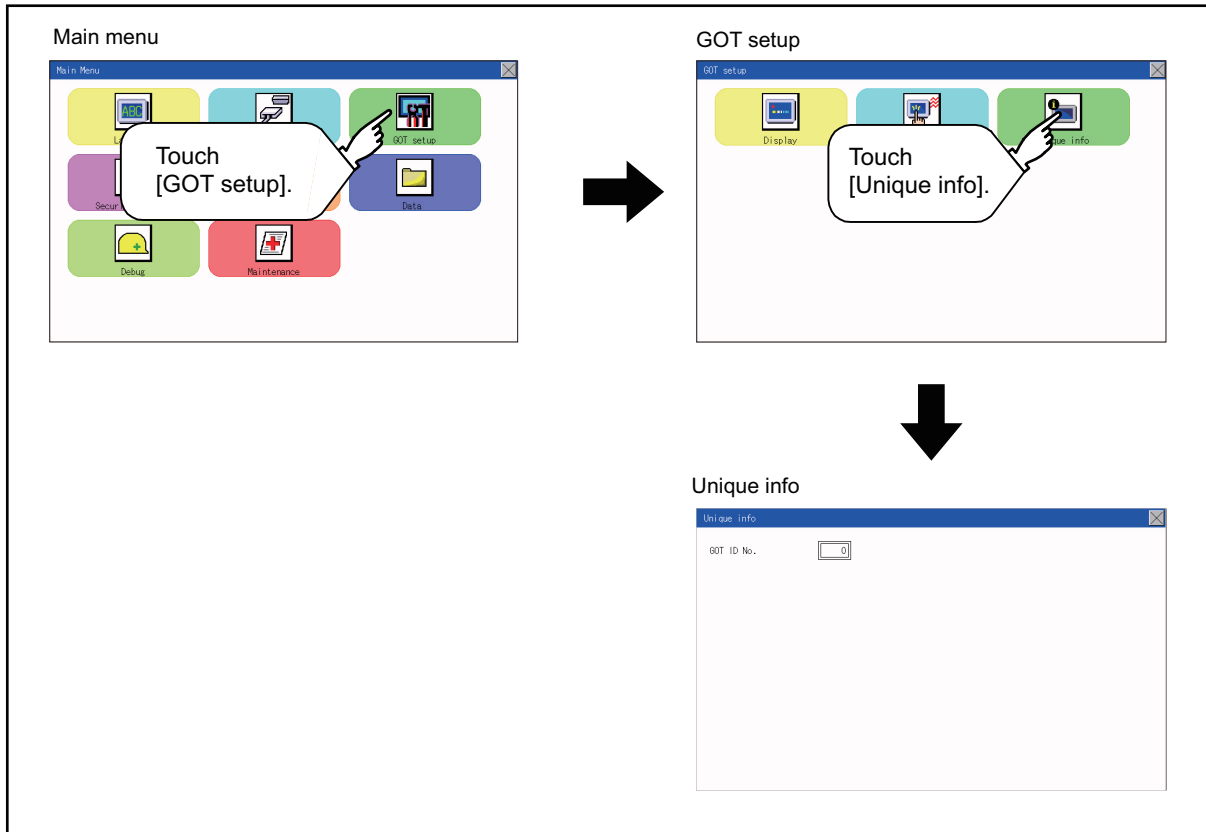 Main menu
Main Menu
ABC
GOT setup
Touch
[GOT setup].
Data
Debug
Maintenance
GOT setup
GOT setup
Display
Touch
[Unique info].
Unique info
Unique info
GOT ID No.
0